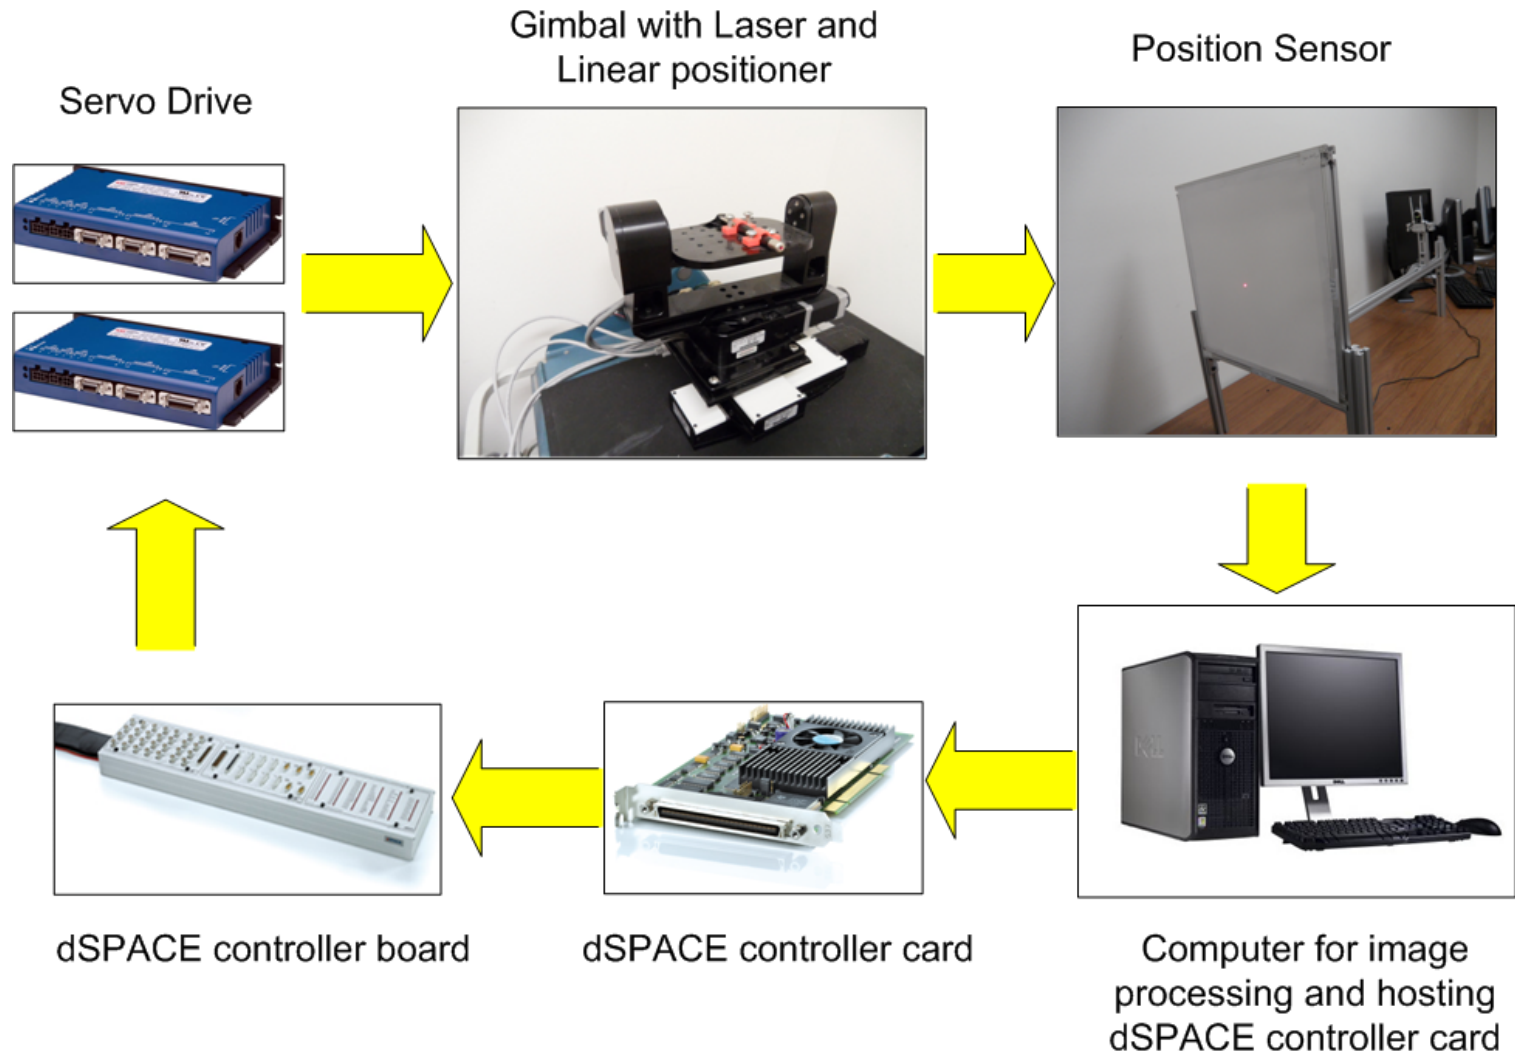 Gimbal with Laser and
Linear positioner
Position Sensor
Servo Drive
dSPACE controller board
dSPACE controller card
Computer for image
processing and hosting
dSPACE controller card